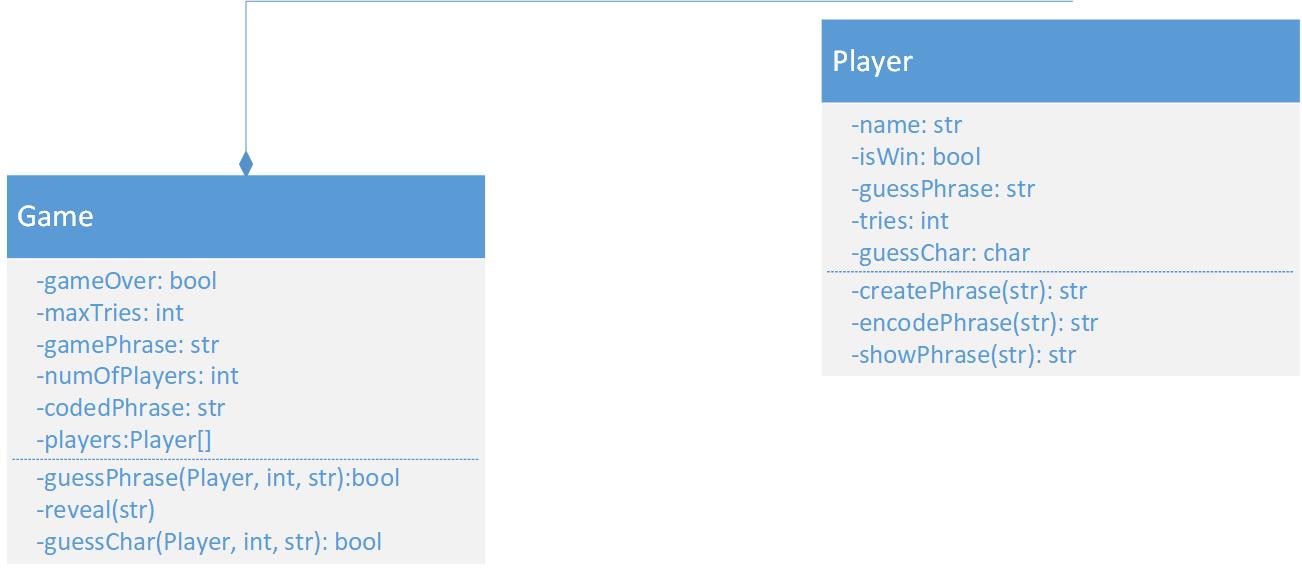 Player
-name: str
-isWin: bool
-guessPhrase: str
-tries: int
-guessChar: char
-createPhrase(str): str
-encodePhrase(str): str
-showPhrase(str): str
Game
-gameOver: bool
-maxTries: int
-gamePhrase: str
-numOfPlayers: int
-codedPhrase: str
-players:Player[]
-guessPhrase(Player, int, str):bool
-reveal(str)
-guessChar(Player, int, str): bool